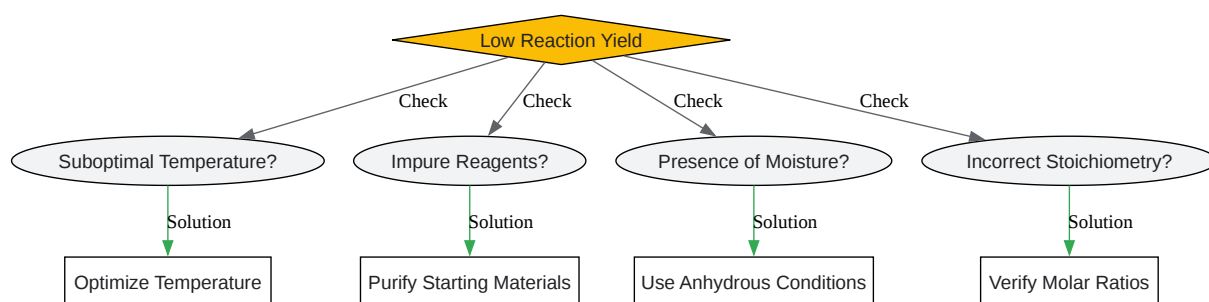 Low Reaction Yield
Check
Check
Check
Check
Suboptimal Temperature?
Impure Reagents?
Presence of Moisture?
Incorrect Stoichiometry?
Solution
Solution
Solution
Solution
Optimize Temperature
Purify Starting Materials
Use Anhydrous Conditions
Verify Molar Ratios